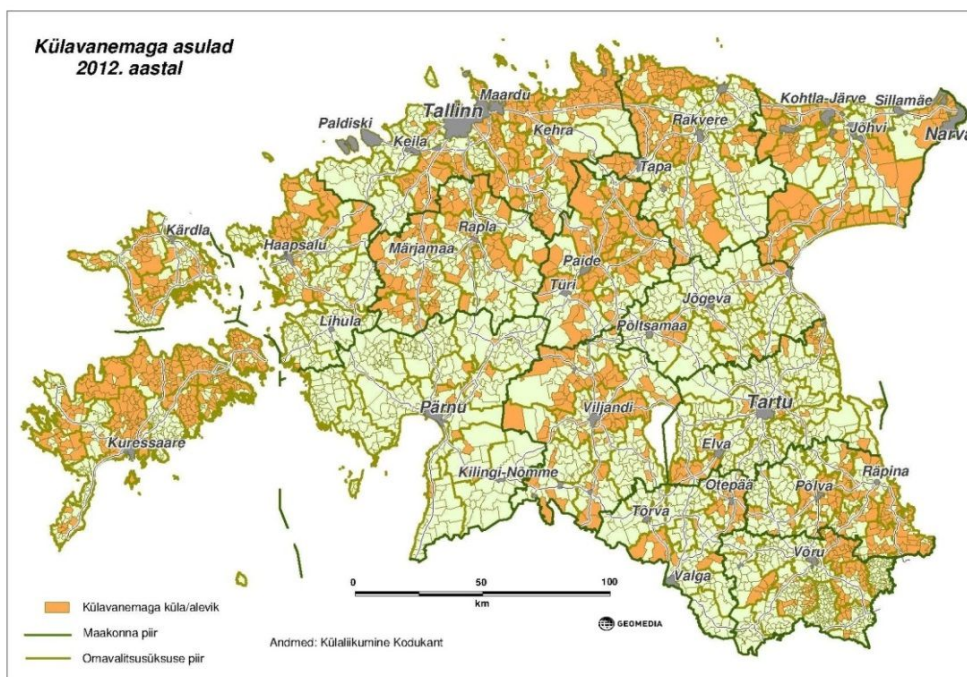 Külavanemaga asulad
2012. aastal
Maardu
Tallinn
Paldiski
Keila
Kehra
Rakvere
Kohtla-Järve
Sillamäe
Jõhvi
Narva
Tapa
Kärdla
Haapsalu
Märjamaa
Rapla
Paide
Türi
Jõgeva
Lihula
Põltsamaa
Pärnu
Viljandi
Tartu
Kuressaare
Elva
Kilingi-Nõmme
Otepää
Põlva
Räpina
Tõrva
Võru
Valga
0 50 100
km
Külavanemaga küla/alevik
Maakonna piir
Omavalitsusüksuse piir
Andmed: Külaliikumine Kodukant
GEOMEDIA